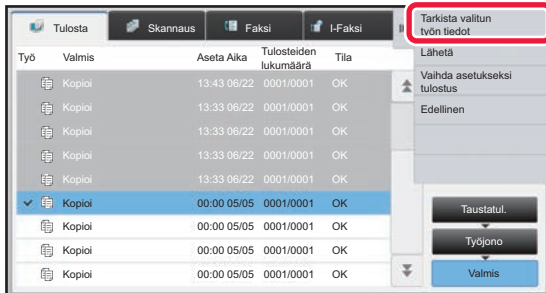 Tulosta
Skannaus
Faksi
I-Faksi
Tarkista valitun
työn tiedot
Lähetä
Vaihda asetukseksi
tulostus
Edellinen
Työ Valmis Aseta Aika Tulosteiden
lukumäärä Tila
Kopioi 13:43 06/22 0001/0001 OK
Kopioi 13:33 06/22 0001/0001 OK
Kopioi 13:33 06/22 0001/0001 OK
Kopioi 13:33 06/22 0001/0001 OK
Kopioi 13:33 06/22 0001/0001 OK
Kopioi 00:00 05/05 0001/0001 OK
Kopioi 00:00 05/05 0001/0001 OK
Kopioi 00:00 05/05 0001/0001 OK
Kopioi 00:00 05/05 0001/0001 OK
Taustatul.
Työjono
Valmis